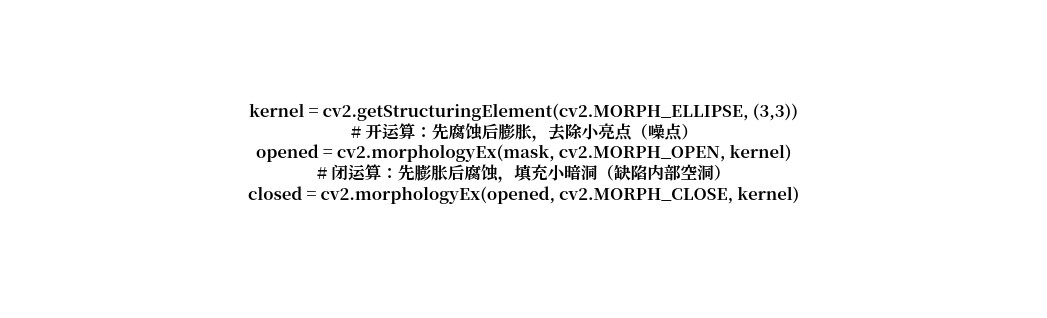 kernel = cv2.getStructuringElement(cv2.MORPH_ELLIPSE, (3,3))
# 开运算：先腐蚀后膨胀，去除小亮点（噪点）
opened = cv2.morphologyEx(mask, cv2.MORPH_OPEN, kernel)
# 闭运算：先膨胀后腐蚀，填充小暗洞（缺陷内部空洞）
closed = cv2.morphologyEx(opened, cv2.MORPH_CLOSE, kernel)